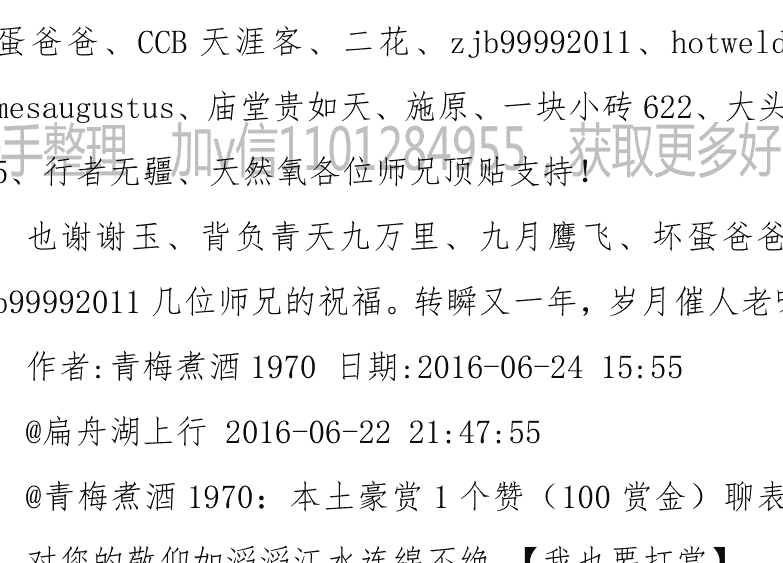 蛋爸爸、CCB 天涯客、二花、zjb99992011、hotweld
mesaugustus、庙堂贵如天、施原、一块小砖 622、大头
手整理，加v信1101284955，获取更多好
5、行者无疆、天然氧各位师兄顶贴支持！
也谢谢玉、背负青天九万里、九月鹰飞、坏蛋爸爸
b99992011 几位师兄的祝福。转瞬又一年，岁月催人老
作者:青梅煮酒 1970 日期:2016-06-24 15:55
@扁舟湖上行 2016-06-22 21:47:55
@青梅煮酒 1970：本土豪赏 1 个赞（100 赏金）聊表
对您的敬仰如滔滔江水连绵不绝 【我也要打赏】